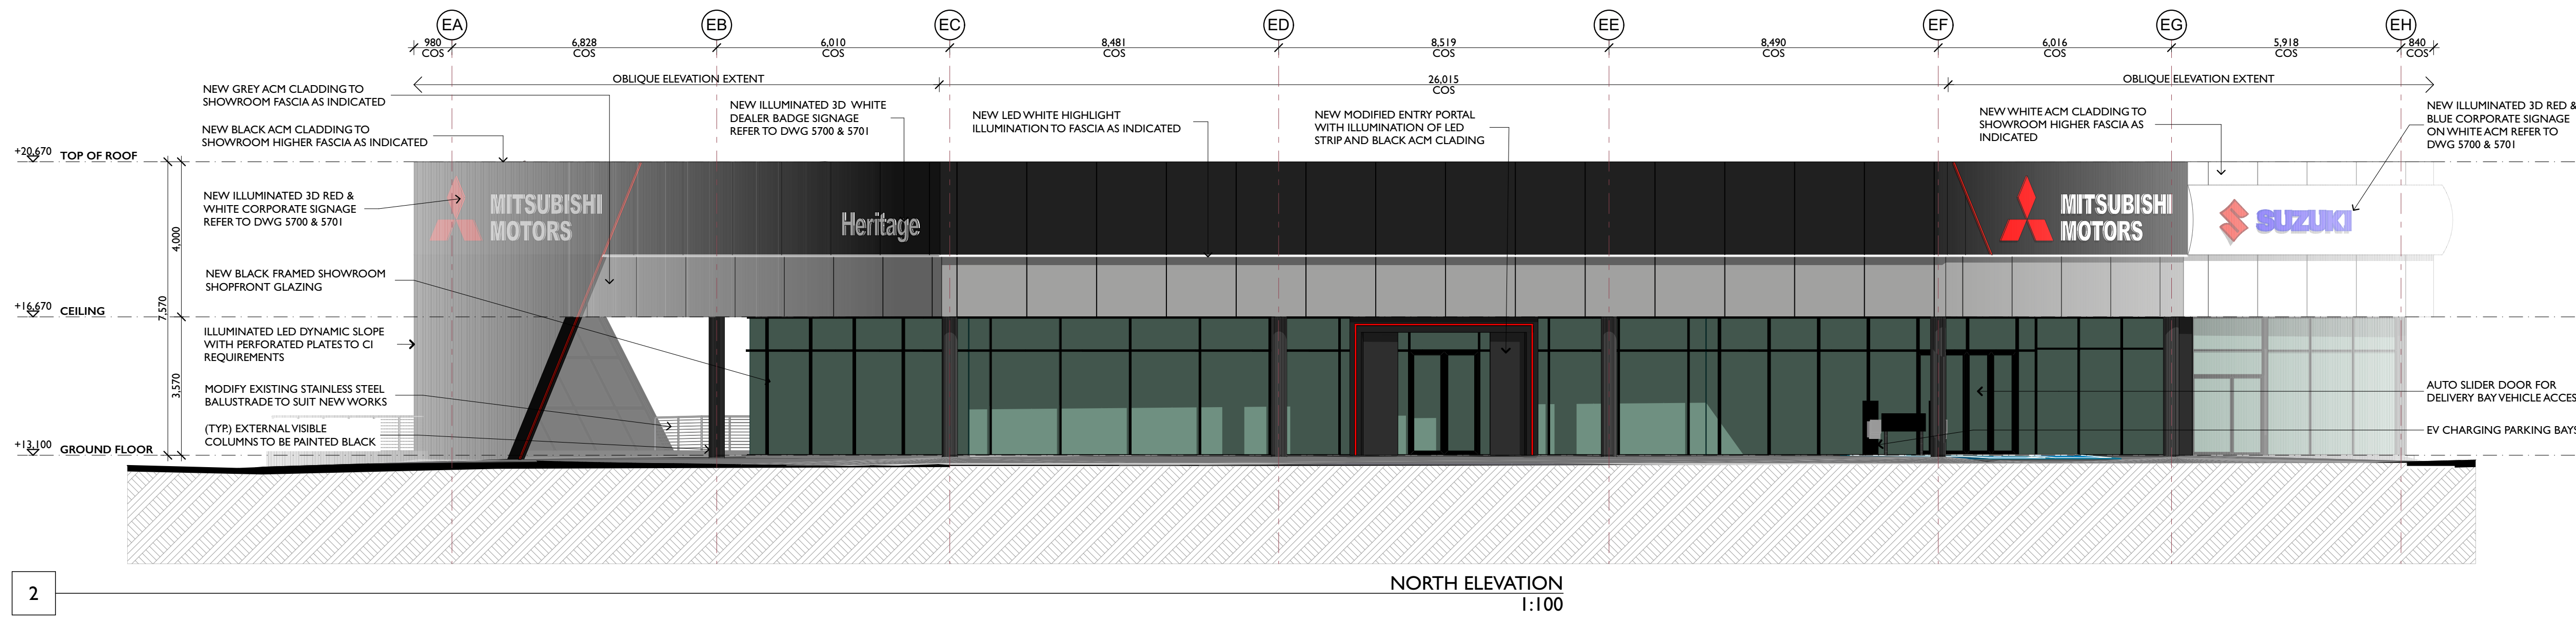 EA
EB
EC
ED
EE
EF
EG
EH
980
COS
6,828
COS
6,010
COS
8,481
COS
8,519
COS
8,490
COS
6,016
COS
5,918
COS
840
COS
OBLIQUE ELEVATION EXTENT
26,015
COS
OBLIQUE ELEVATION EXTENT
NEW GREY ACM CLADDING TO
SHOWROOM FASCIA AS INDICATED
NEW BLACK ACM CLADDING TO
SHOWROOM HIGHER FASCIA AS INDICATED
NEW ILLUMINATED 3D WHITE
DEALER BADGE SIGNAGE
REFER TO DWG 5700 & 5701
NEW LED WHITE HIGHLIGHT
ILLUMINATION TO FASCIA AS INDICATED
NEW MODIFIED ENTRY PORTAL
WITH ILLUMINATION OF LED
STRIP AND BLACK ACM CLADING
NEW WHITE ACM CLADDING TO
SHOWROOM HIGHER FASCIA AS
INDICATED
NEW ILLUMINATED 3D RED &
BLUE CORPORATE SIGNAGE
ON WHITE ACM REFER TO
DWG 5700 & 5701
+20,670
TOP OF ROOF
NEW ILLUMINATED 3D RED &
WHITE CORPORATE SIGNAGE
REFER TO DWG 5700 & 5701
MITSUBISHI
MOTORS
Heritage
MITSUBISHI
MOTORS
SUZUKI
4,000
7,570
3,570
NEW BLACK FRAMED SHOWROOM
SHOPFRONT GLAZING
+16,670
CEILING
ILLUMINATED LED DYNAMIC SLOPE
WITH PERFORATED PLATES TO CI
REQUIREMENTS
MODIFY EXISTING STAINLESS STEEL
BALUSTRADE TO SUIT NEW WORKS
(TYP.) EXTERNAL VISIBLE
COLUMNS TO BE PAINTED BLACK
+13,100
GROUND FLOOR
AUTO SLIDER DOOR FOR
DELIVERY BAY VEHICLE ACCES
EV CHARGING PARKING BAYS
2
NORTH ELEVATION
1:100